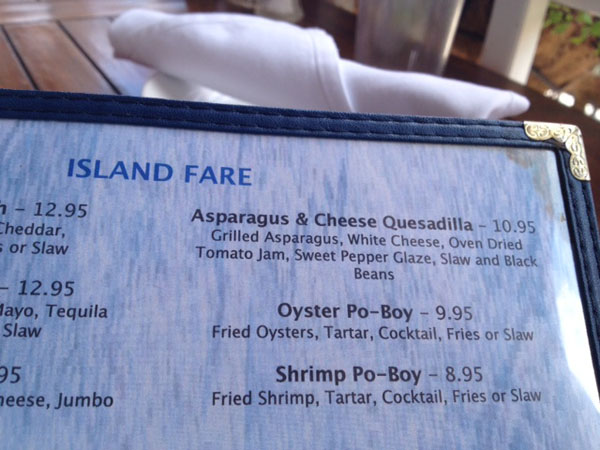 ISLAND FARE
– 12.95
Cheddar,
or Slaw
– 12.95
Mayo, Tequila
Slaw
95
Cheese, Jumbo
Asparagus & Cheese Quesadilla – 10.95
Grilled Asparagus, White Cheese, Oven Dried
Tomato Jam, Sweet Pepper Glaze, Slaw and Black
Beans
Oyster Po-Boy – 9.95
Fried Oysters, Tartar, Cocktail, Fries or Slaw
Shrimp Po-Boy – 8.95
Fried Shrimp, Tartar, Cocktail, Fries or Slaw